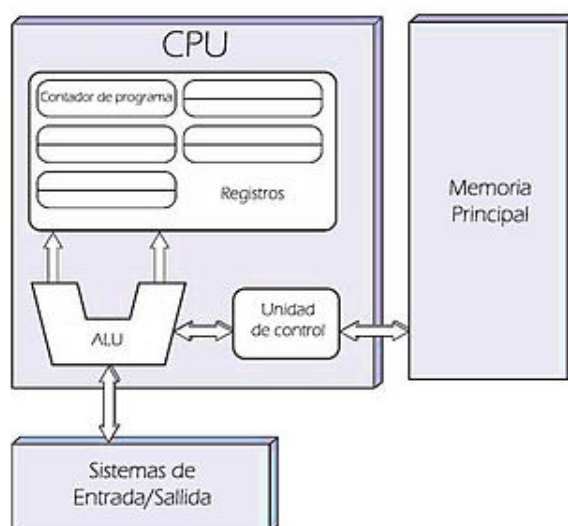 CPU
Contador de programa
Registros
Memoria
Principal
Unidad
de control
ALU
Sistemas de
Entrada/Sallida